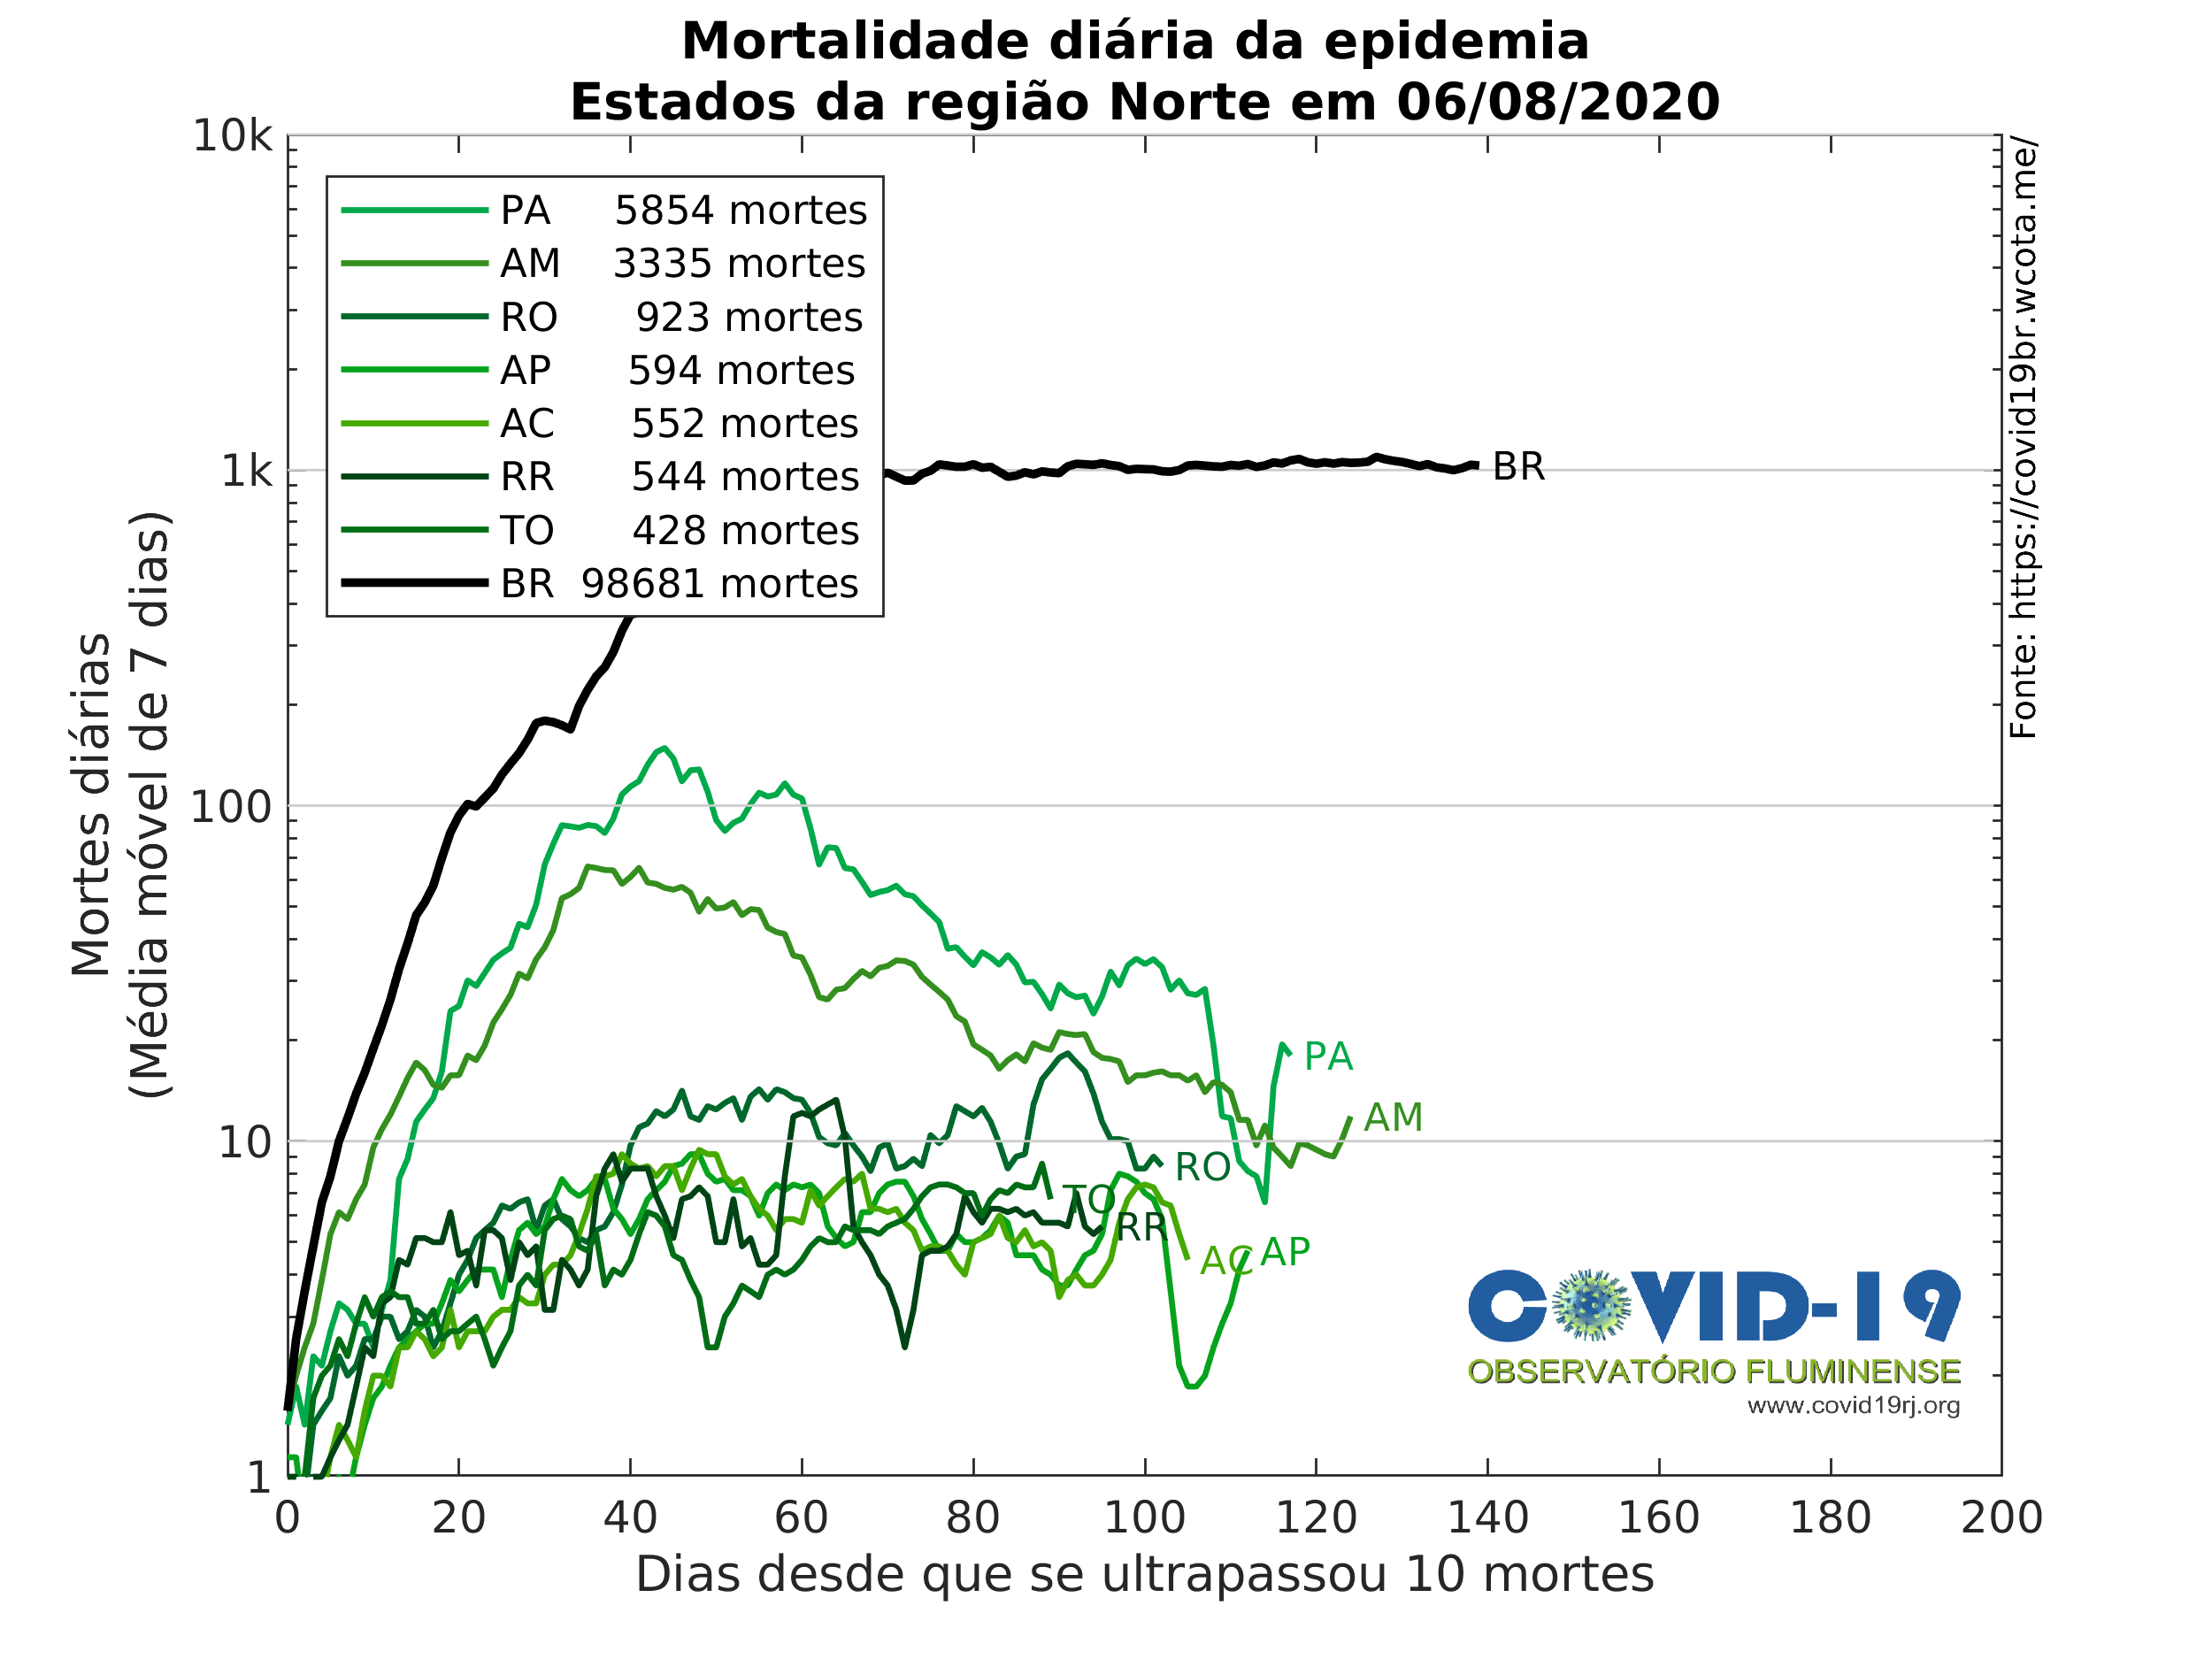 Mortalidade diária da epidemia
Estados da região Norte em 06/08/2020
10k
1k
100
10
1
Mortes diárias
(Média móvel de 7 dias)
PA 5854 mortes
AM 3335 mortes
RO 923 mortes
AP 594 mortes
AC 552 mortes
RR 544 mortes
TO 428 mortes
BR 98681 mortes
BR
PA
AM
RO
TO
RR
AC
AP
Fonte: https://covid19br.wcota.me/
COVID-19
OBSERVATÓRIO FLUMINENSE
www.covid19rj.org
0 20 40 60 80 100 120 140 160 180 200
Dias desde que se ultrapassou 10 mortes